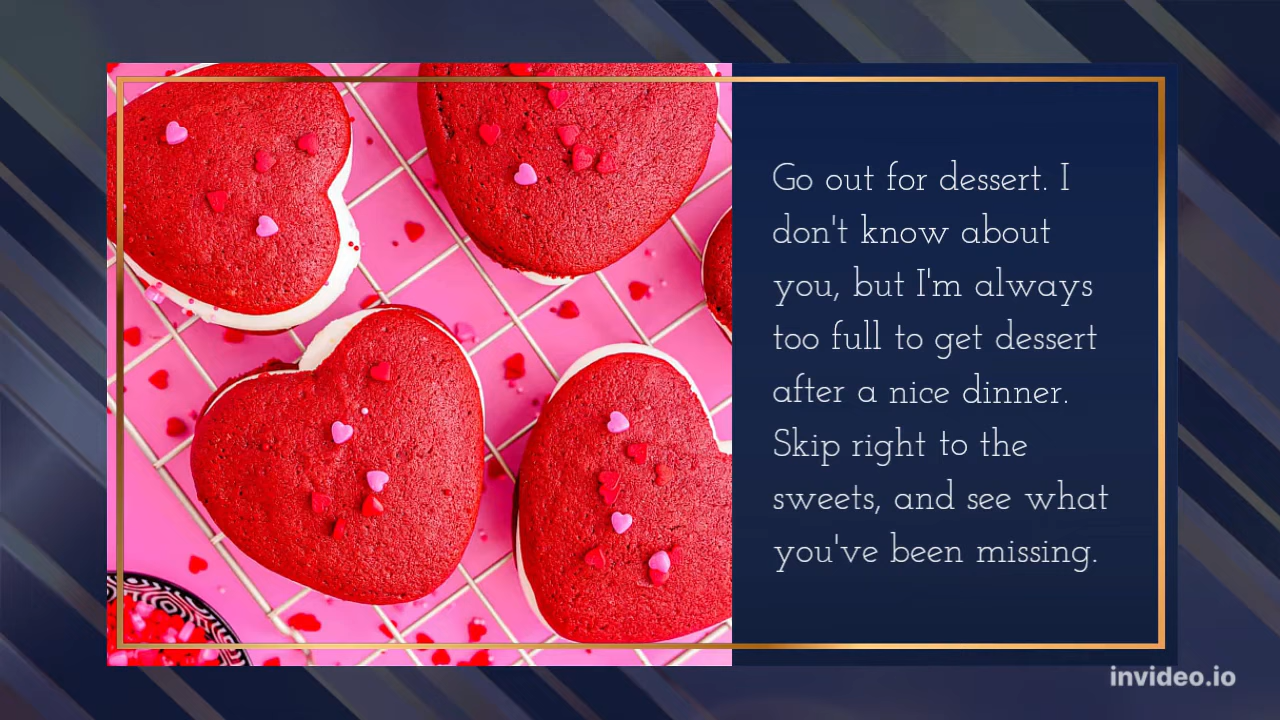 Go out for dessert. I
don't know about
you, but I'm always
too full to get dessert
after a nice dinner.
Skip right to the
sweets, and see what
you've been missing.
invideo.io